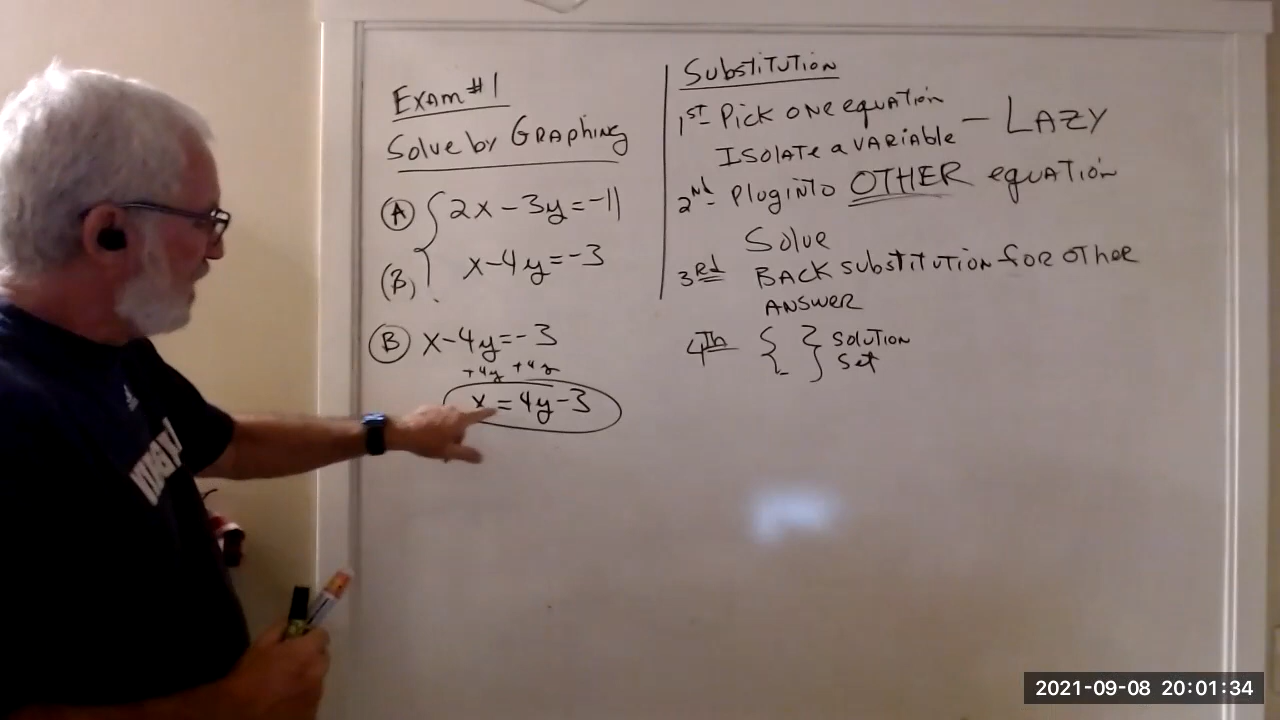 Exam #1
Solve by Graphing
(A) { 2x - 3y = -11
(B) x - 4y = -3
(B) x - 4y = -3
+4y +4y
x = 4y - 3
Substitution
1st Pick one equation
Isolate a variable - LAZY
2nd Plug into OTHER equation
Solve
3rd Back substitution for other
answer
4th { } solution
set
2021-09-08 20:01:34